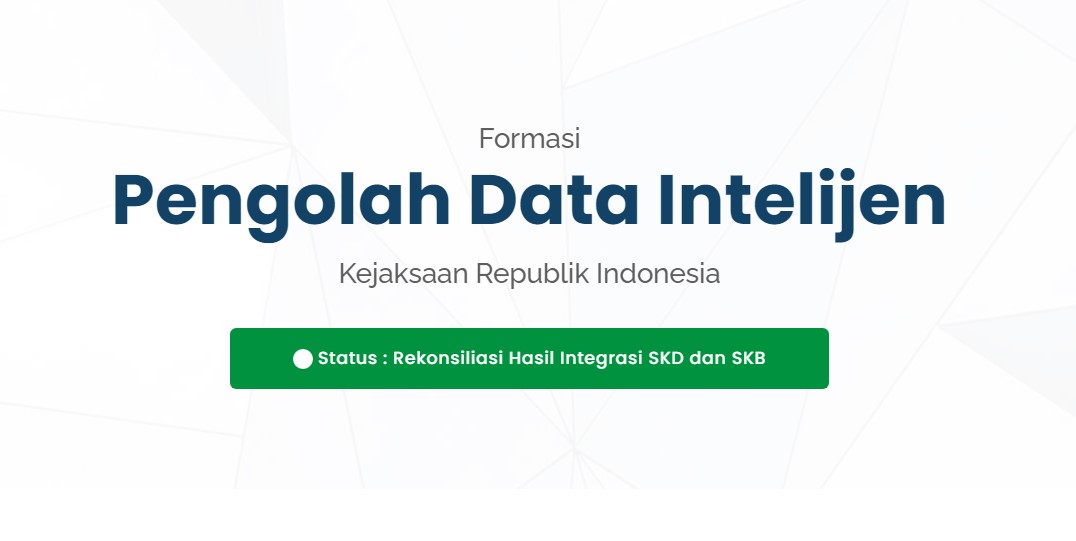 Formasi
Pengolah Data Intelijen
Kejaksaan Republik Indonesia
Status : Rekonsiliasi Hasil Integrasi SKD dan SKB